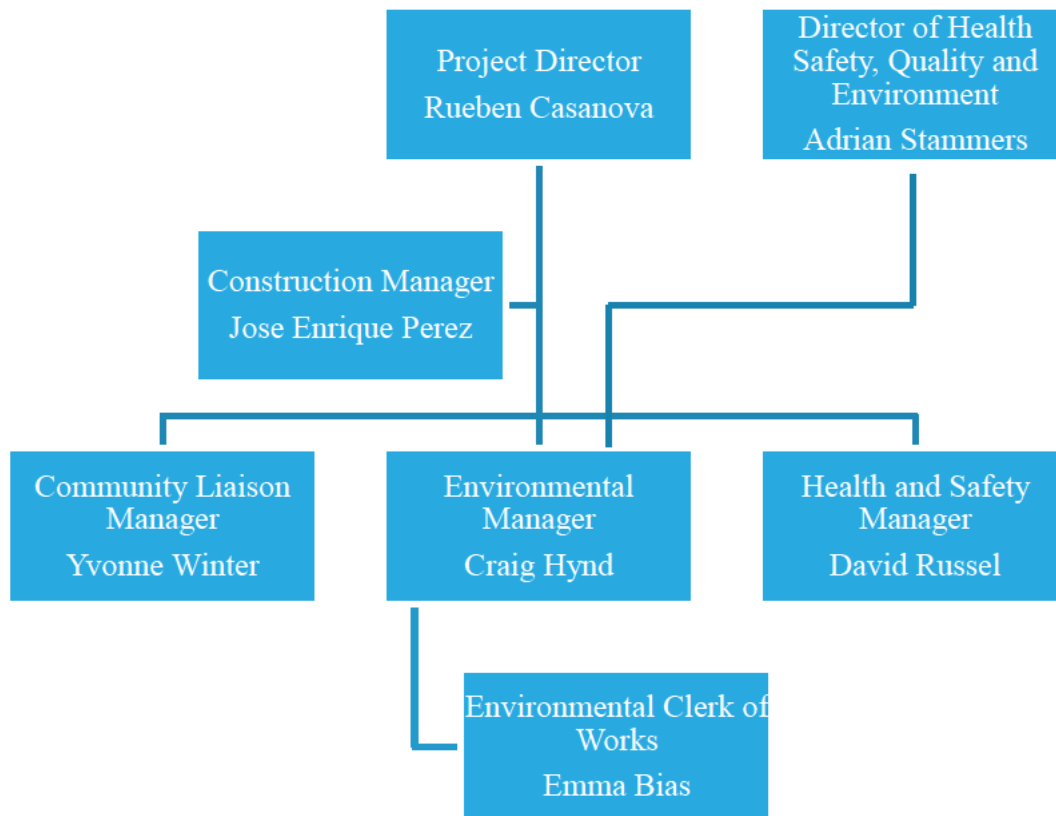 Project Director
Rueben Casanova
Director of Health
Safety, Quality and
Environment
Adrian Stammers
Construction Manager
Jose Enrique Perez
Community Liaison
Manager
Yvonne Winter
Environmental
Manager
Craig Hynd
Health and Safety
Manager
David Russel
Environmental Clerk of
Works
Emma Bias